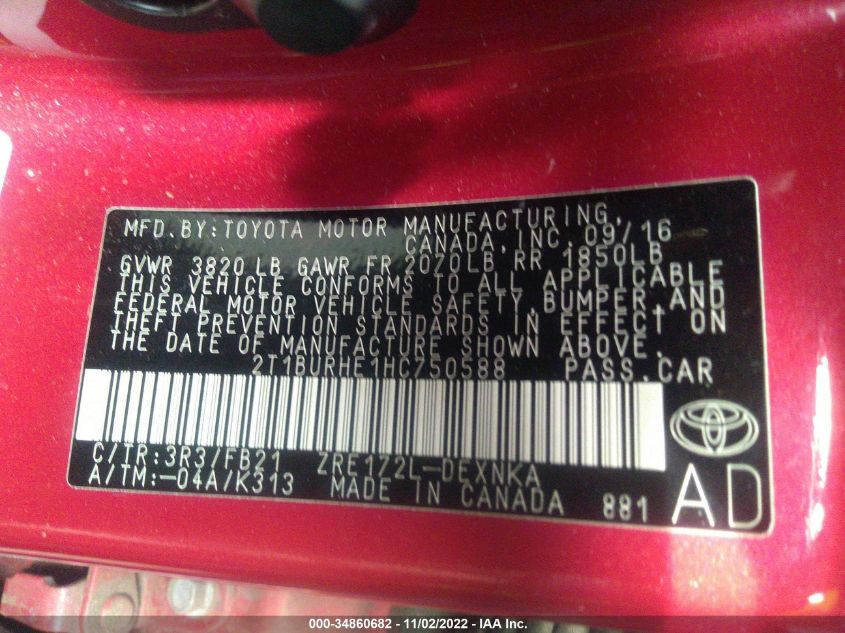 MFD. BY: TOYOTA MOTOR MANUFACTURING,
CANADA, INC. 09/16
GVWR 3820 LB GAWR FR 2070LB RR 1850LB
THIS VEHICLE CONFORMS TO ALL APPLICABLE
FEDERAL MOTOR VEHICLE SAFETY, BUMPER, AND
THEFT PREVENTION STANDARDS IN EFFECT ON
THE DATE OF MANUFACTURE SHOWN ABOVE.
2T1BURHE1HC750588 PASS. CAR
C/TR: 3R3/FB21 ZRE172L-DEXNKA
A/TM: -04A/K313 MADE IN CANADA 881 AD
000-34860682 - 11/02/2022 - IAA Inc.